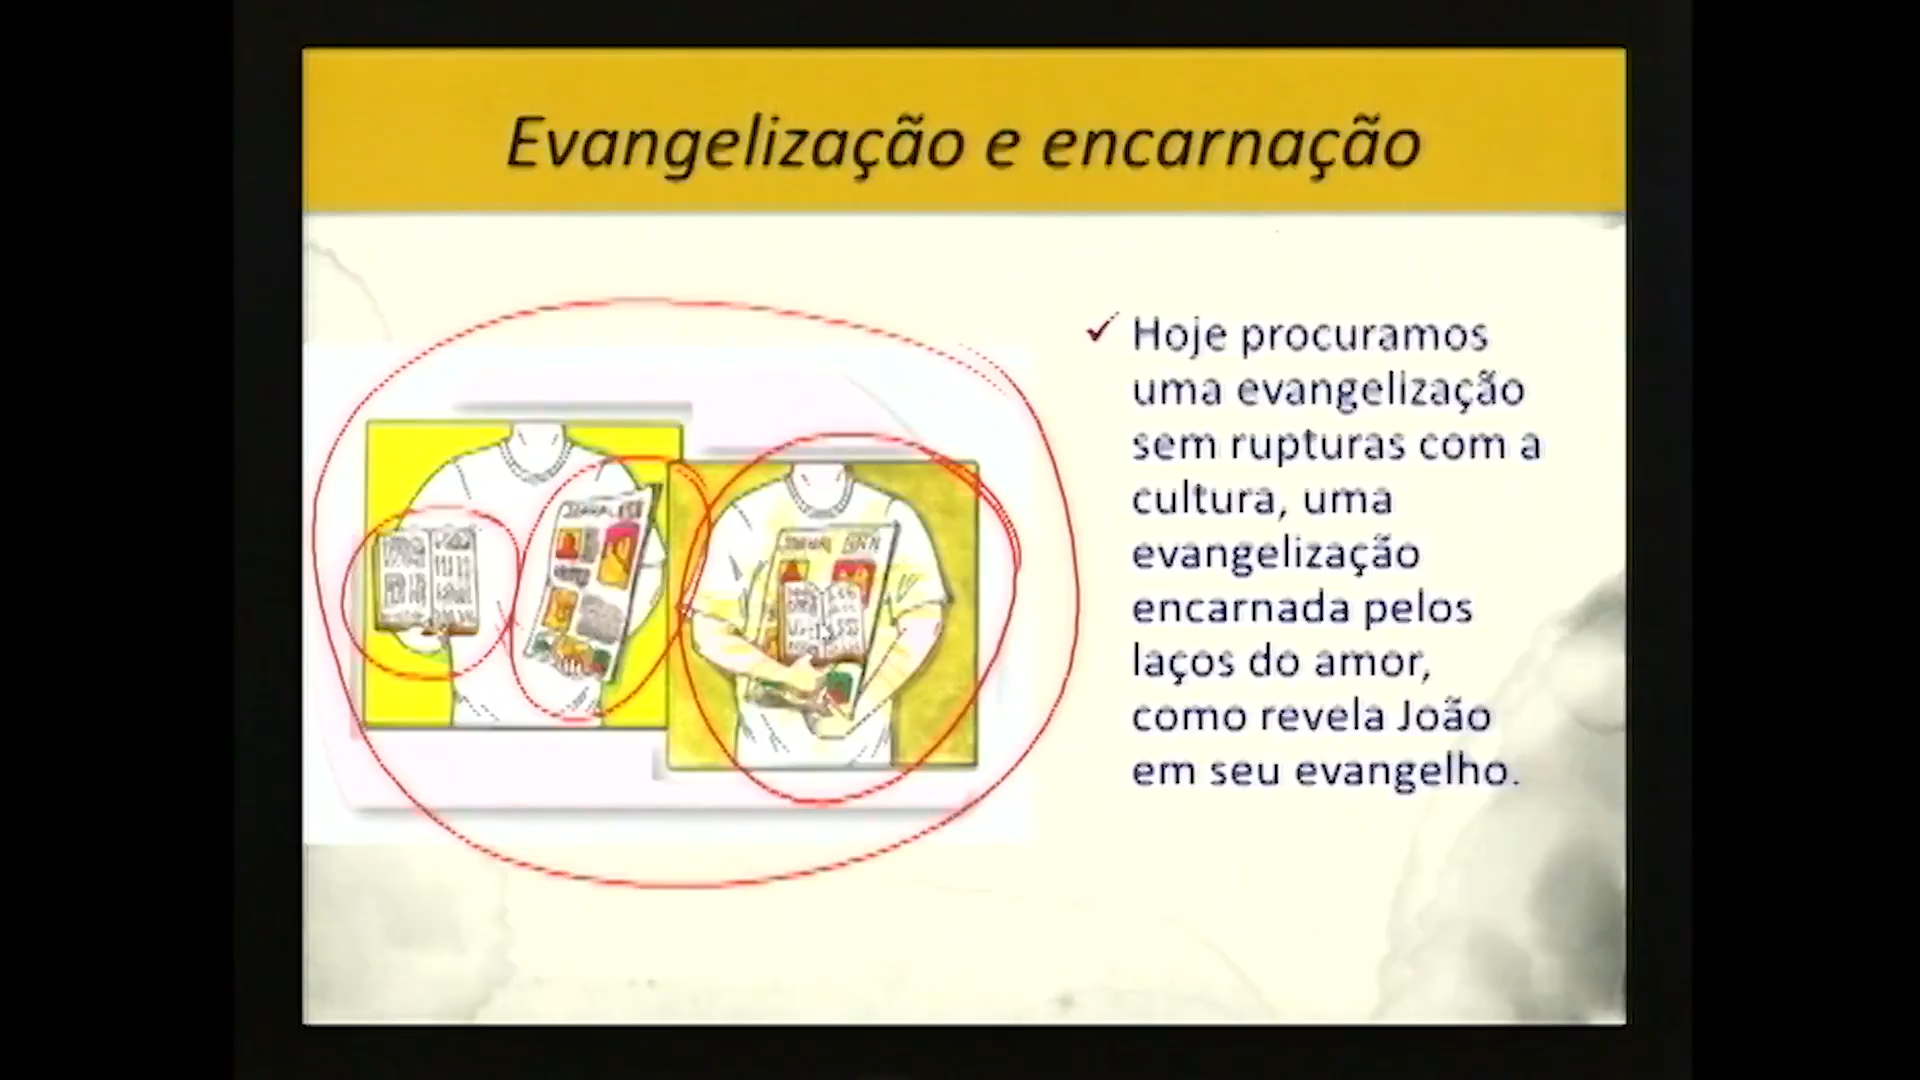 Evangelização e encarnação
Hoje procuramos
uma evangelização
sem rupturas com a
cultura, uma
evangelização
encarnada pelos
laços do amor,
como revela João
em seu evangelho.